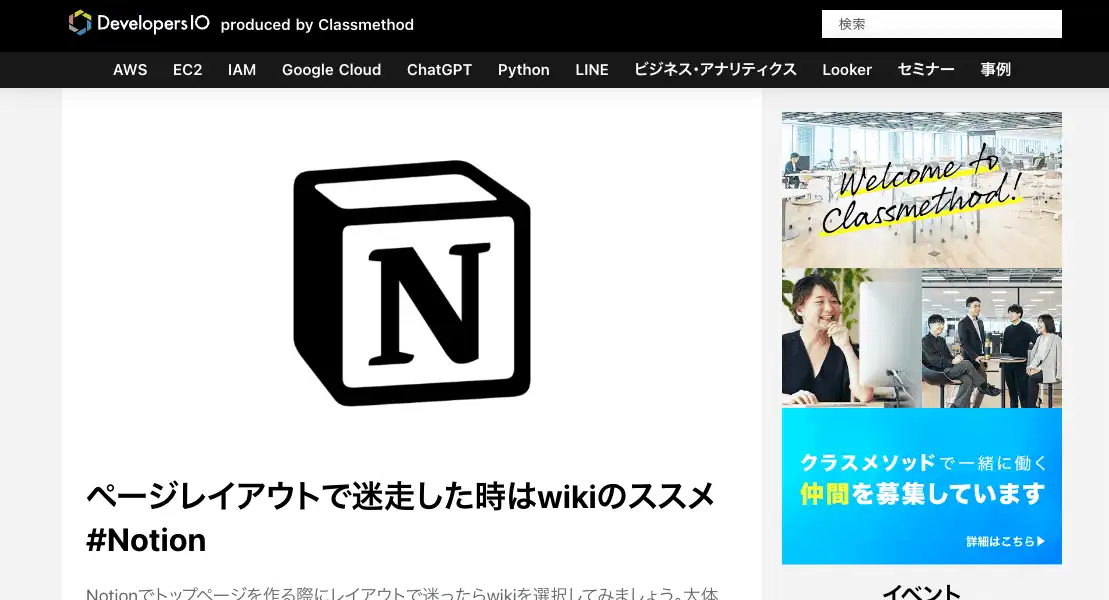 DevelopersIO produced by Classmethod
検索
AWS EC2 IAM Google Cloud ChatGPT Python LINE ビジネス・アナリティクス Looker セミナー 事例
Welcome to
Classmethod!
N
クラスメソッドで一緒に働く
仲間を募集しています
詳細はこちら▶
ページレイアウトで迷走した時はwikiのススメ
#Notion
Notionでトップページを作る際にレイアウトで迷ったらwikiを選択してみましょう。大体
イベント